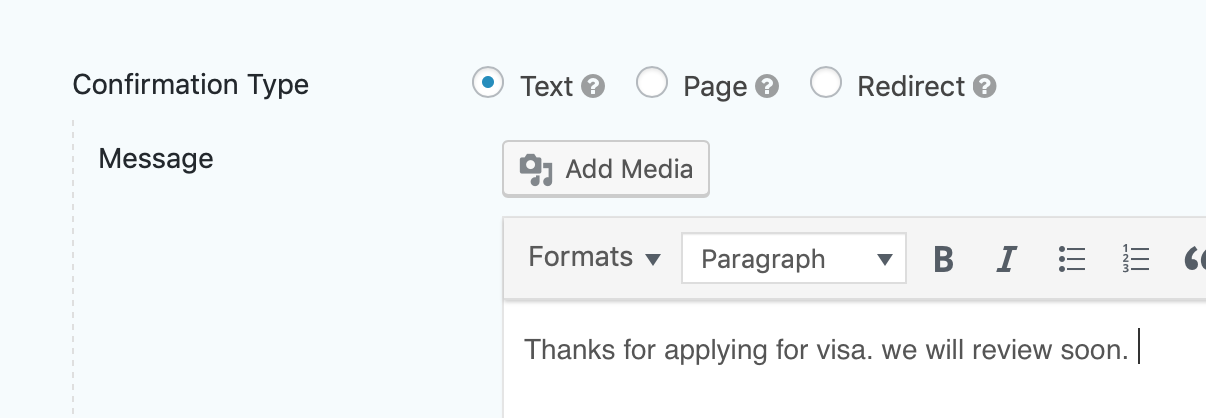 Confirmation Type Text ? Page ? Redirect ?
Message
Add Media
Formats Paragraph B I
Thanks for applying for visa. we will review soon.